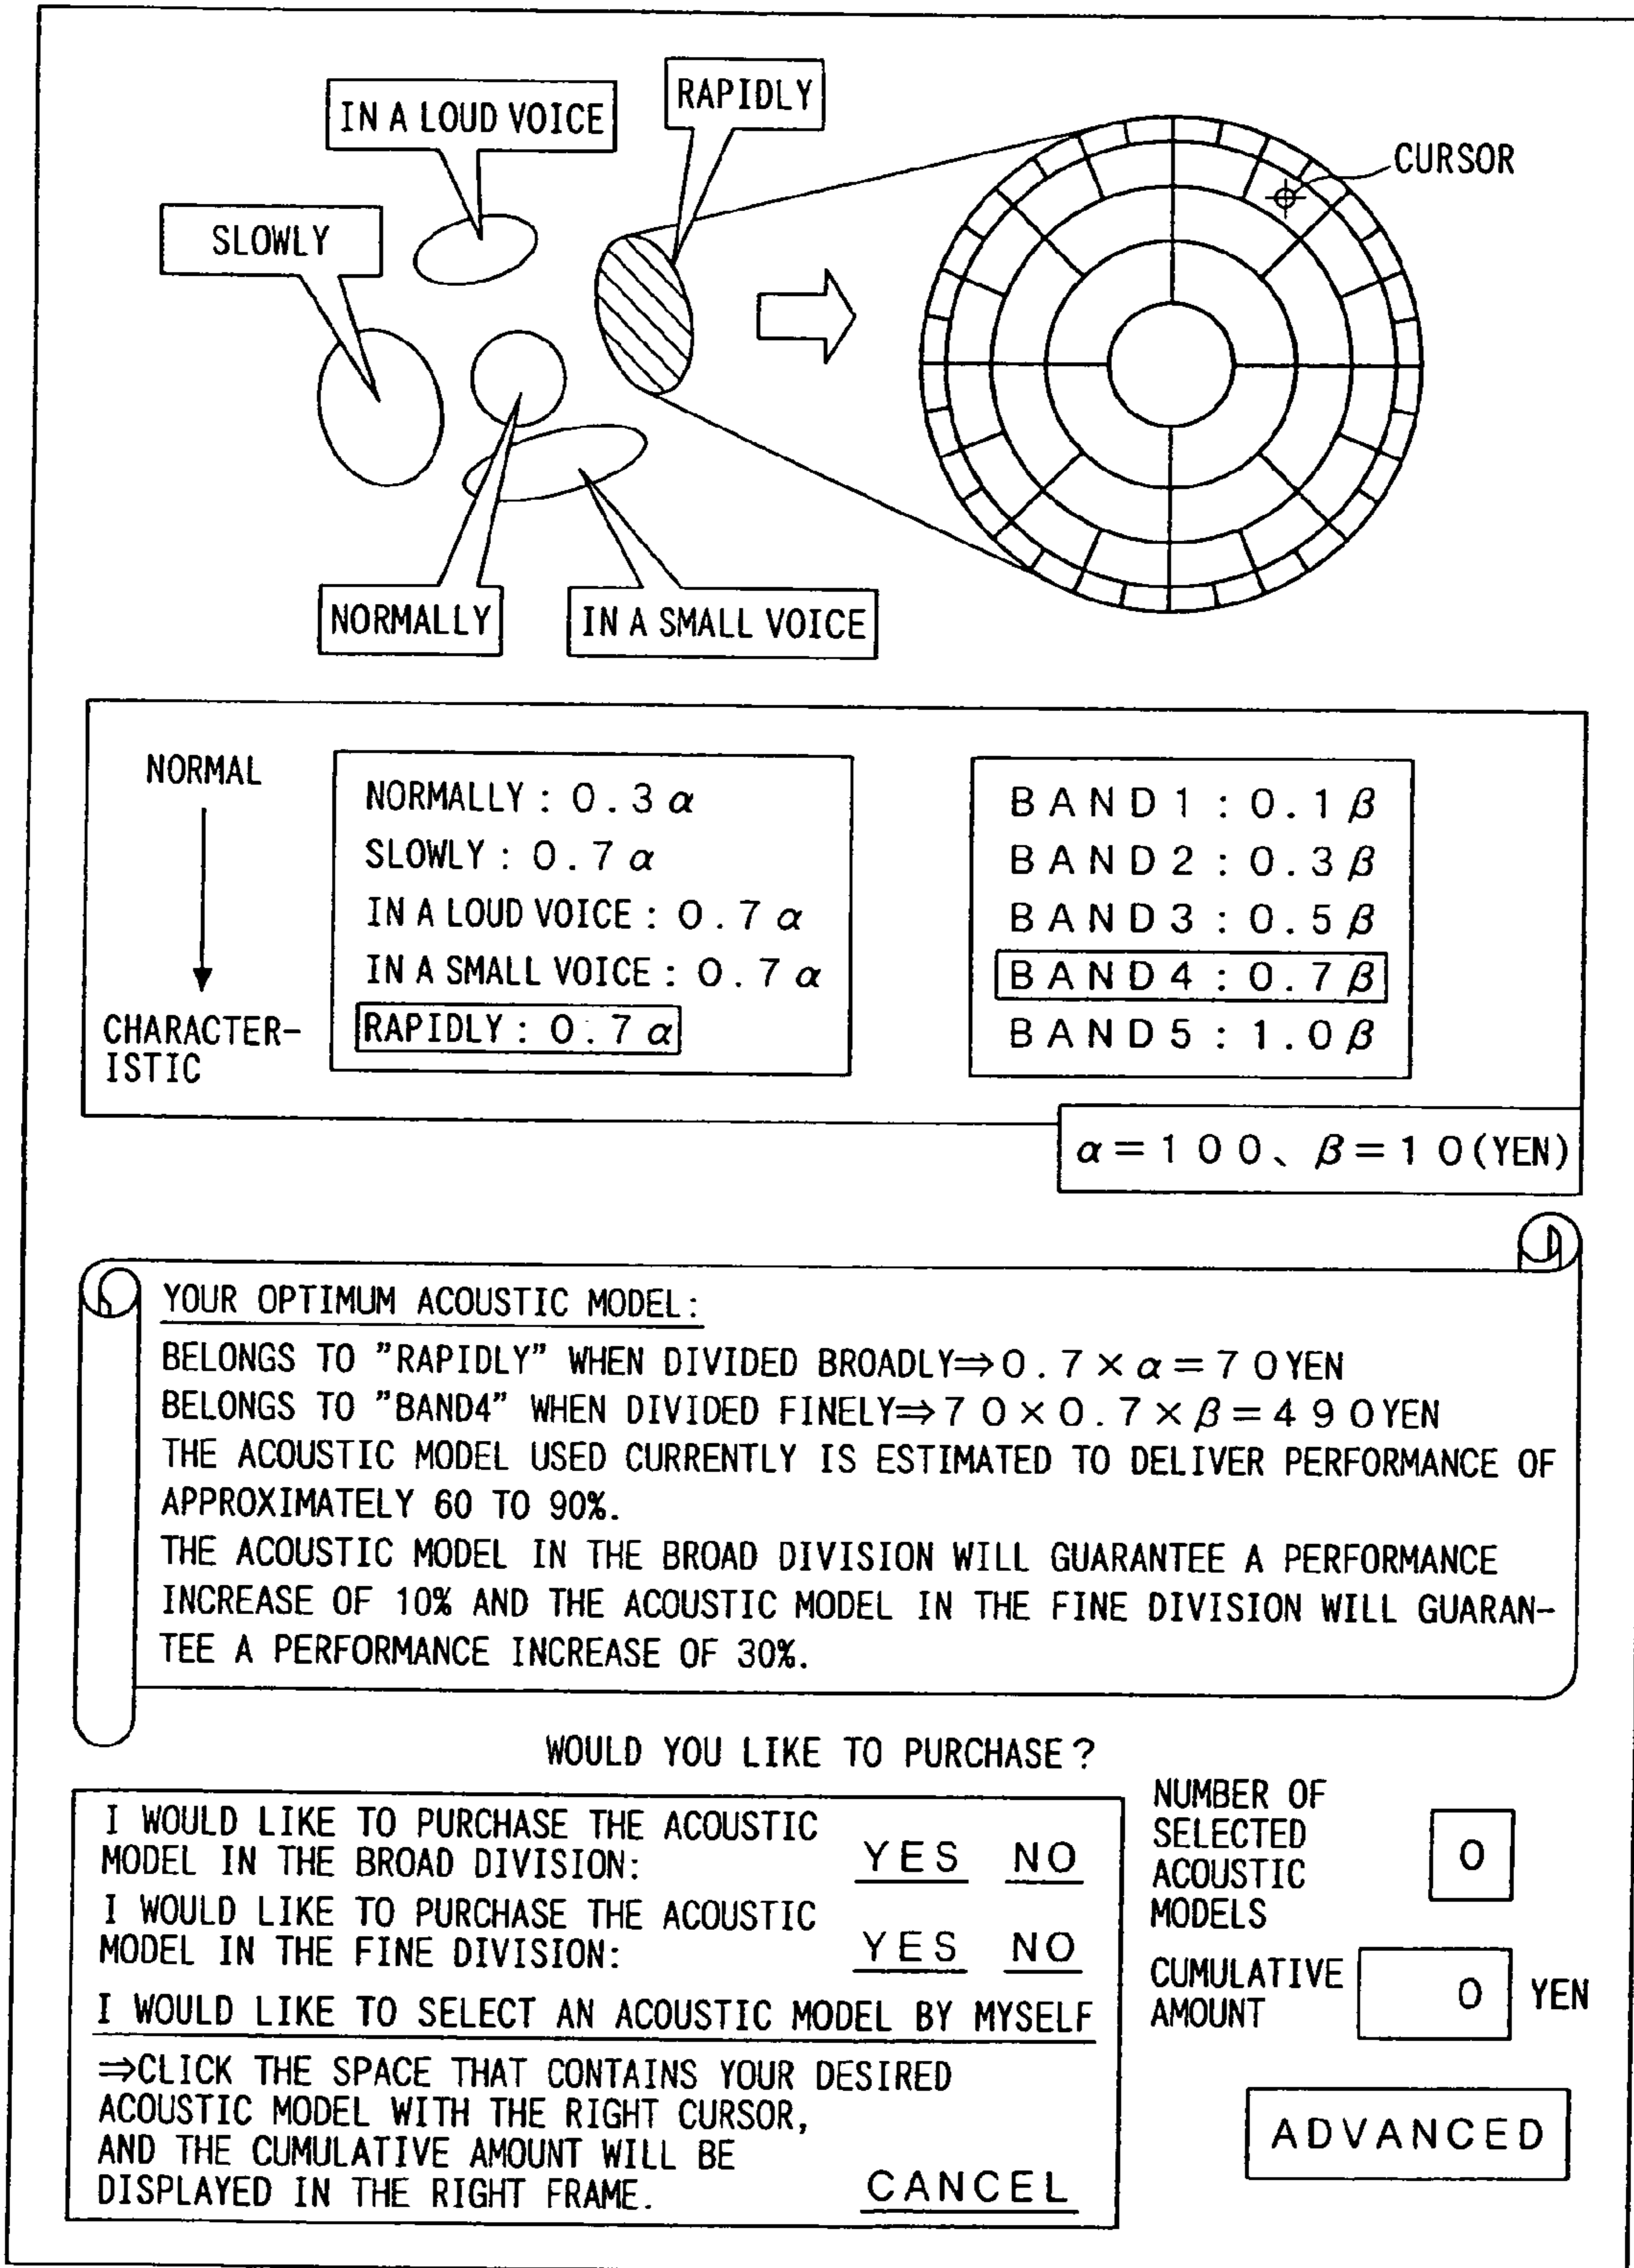 IN A LOUD VOICE
RAPIDLY
CURSOR
SLOWLY
NORMALLY
IN A SMALL VOICE
NORMAL
CHARACTER-
ISTIC
NORMALLY : 0.3α
SLOWLY : 0.7α
IN A LOUD VOICE : 0.7α
IN A SMALL VOICE : 0.7α
RAPIDLY : 0.7α
BAND1 : 0.1β
BAND2 : 0.3β
BAND3 : 0.5β
BAND4 : 0.7β
BAND5 : 1.0β
α=100、β=10(YEN)
YOUR OPTIMUM ACOUSTIC MODEL:
BELONGS TO ”RAPIDLY” WHEN DIVIDED BROADLY⇒0.7×α=70YEN
BELONGS TO ”BAND4” WHEN DIVIDED FINELY⇒70×0.7×β=490YEN
THE ACOUSTIC MODEL USED CURRENTLY IS ESTIMATED TO DELIVER PERFORMANCE OF
APPROXIMATELY 60 TO 90%.
THE ACOUSTIC MODEL IN THE BROAD DIVISION WILL GUARANTEE A PERFORMANCE
INCREASE OF 10% AND THE ACOUSTIC MODEL IN THE FINE DIVISION WILL GUARAN-
TEE A PERFORMANCE INCREASE OF 30%.
WOULD YOU LIKE TO PURCHASE?
I WOULD LIKE TO PURCHASE THE ACOUSTIC
MODEL IN THE BROAD DIVISION: YES NO
I WOULD LIKE TO PURCHASE THE ACOUSTIC
MODEL IN THE FINE DIVISION: YES NO
I WOULD LIKE TO SELECT AN ACOUSTIC MODEL BY MYSELF
⇒CLICK THE SPACE THAT CONTAINS YOUR DESIRED
ACOUSTIC MODEL WITH THE RIGHT CURSOR,
AND THE CUMULATIVE AMOUNT WILL BE
DISPLAYED IN THE RIGHT FRAME. CANCEL
NUMBER OF
SELECTED
ACOUSTIC
MODELS
0
CUMULATIVE
AMOUNT
0 YEN
ADVANCED